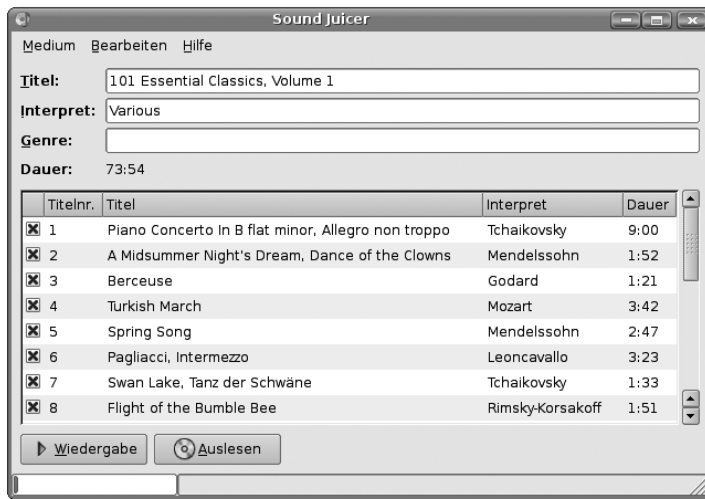 Sound Juicer
Medium Bearbeiten Hilfe
Titel: 101 Essential Classics, Volume 1
Interpret: Various
Genre:
Dauer: 73:54
Titelnr. Titel Interpret Dauer
1 Piano Concerto In B flat minor, Allegro non troppo Tchaikovsky 9:00
2 A Midsummer Night's Dream, Dance of the Clowns Mendelssohn 1:52
3 Berceuse Godard 1:21
4 Turkish March Mozart 3:42
5 Spring Song Mendelssohn 2:47
6 Pagliacci, Intermezzo Leoncavallo 3:23
7 Swan Lake, Tanz der Schwäne Tchaikovsky 1:33
8 Flight of the Bumble Bee Rimsky-Korsakoff 1:51
Wiedergabe Auslesen